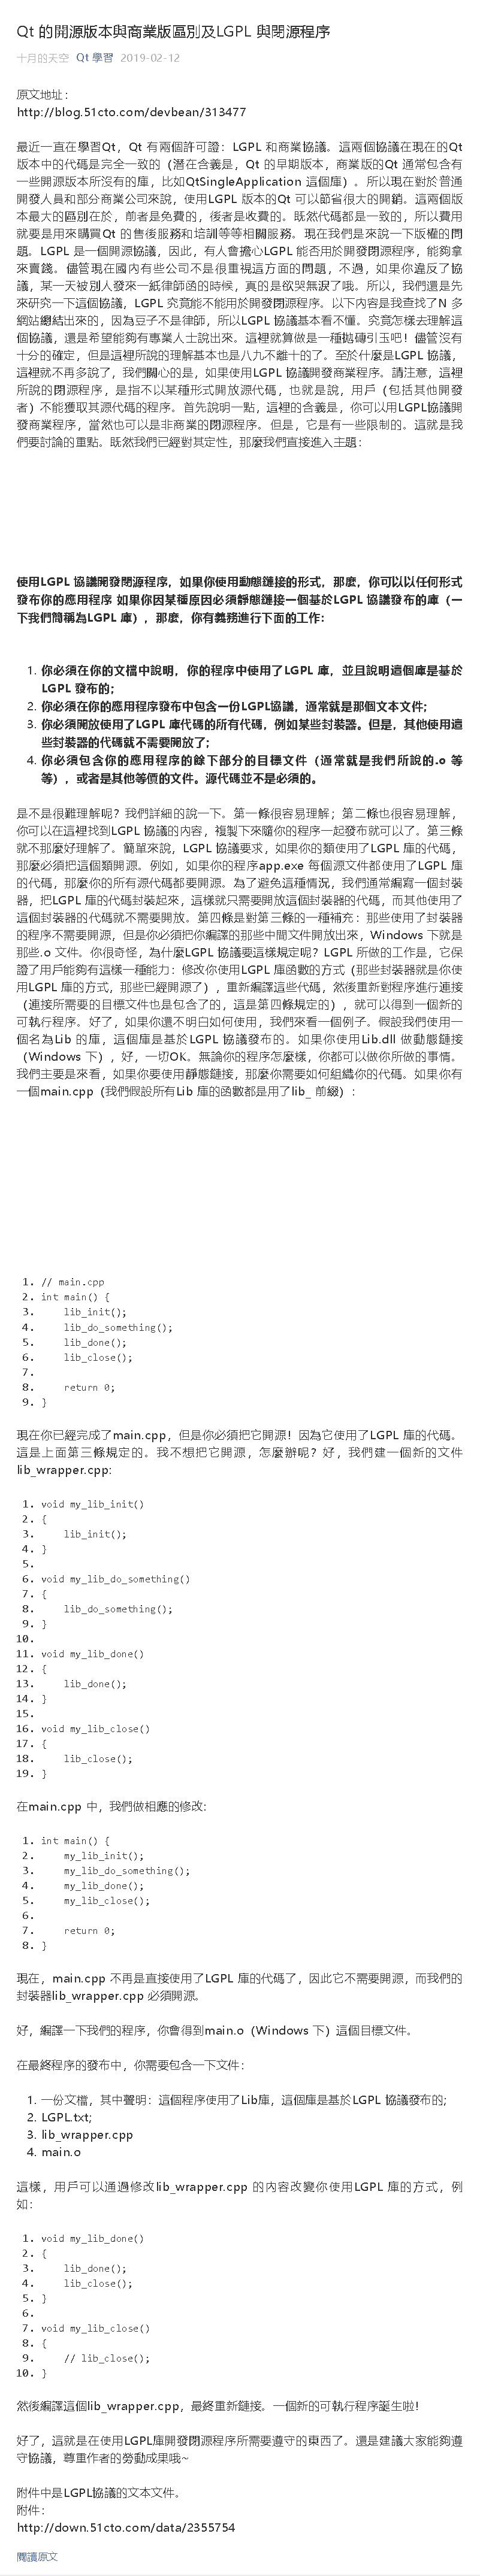 Qt 的開源版本與商業版區別及LGPL 與閉源程序
十月的天空 Qt 學習 2019-02-12
原文地址：
http://blog.51cto.com/devbean/313477
最近一直在學習Qt，Qt 有兩個許可證：LGPL 和商業協議。這兩個協議在現在的Qt
版本中的代碼是完全一致的（潛在含義是，Qt 的早期版本，商業版的Qt 通常包含有
一些開源版本所沒有的庫，比如QtSingleApplication 這個庫）。所以現在對於普通
開發人員和部分商業公司來說，使用LGPL 版本的Qt 可以節省很大的開銷。這兩個版
本最大的區別在於，前者是免費的，後者是收費的。既然代碼都是一致的，所以費用
就要是用來購買Qt 的售後服務和培訓等等相關服務。現在我們是來說一下版權的問
題。LGPL 是一個開源協議，因此，有人會擔心LGPL 能否用於開發閉源程序，能夠拿
來賣錢。儘管現在國內有些公司不是很重視這方面的問題，不過，如果你違反了協
議，某一天被別人發來一紙律師函的時候，真的是欲哭無淚了哦。所以，我們還是先
來研究一下這個協議，LGPL 究竟能不能用於開發閉源程序。以下內容是我查找了N 多
網站總結出來的，因為豆子不是律師，所以LGPL 協議基本看不懂。究竟怎樣去理解這
個協議，還是希望能夠有專業人士說出來。這裡就算做是一種拋磚引玉吧！儘管沒有
十分的確定，但是這裡所說的理解基本也是八九不離十的了。至於什麼是LGPL 協議，
這裡就不再多說了，我們關心的是，如果使用LGPL 協議開發商業程序。請注意，這裡
所說的閉源程序，是指不以某種形式開放源代碼，也就是說，用戶（包括其他開發
者）不能獲取其源代碼的程序。首先說明一點，這裡的含義是，你可以用LGPL協議開
發商業程序，當然也可以是非商業的閉源程序。但是，它是有一些限制的。這就是我
們要討論的重點。既然我們已經對其定性，那麼我們直接進入主題：
使用LGPL 協議開發閉源程序，如果你使用動態鏈接的形式，那麼，你可以以任何形式
發布你的應用程序 如果你因某種原因必須靜態鏈接一個基於LGPL 協議發布的庫（一
下我們簡稱為LGPL 庫），那麼，你有義務進行下面的工作：
1. 你必須在你的文檔中說明，你的程序中使用了LGPL 庫，並且說明這個庫是基於
LGPL 發布的；
2. 你必須在你的應用程序發布中包含一份LGPL協議，通常就是那個文本文件；
3. 你必須開放使用了LGPL 庫代碼的所有代碼，例如某些封裝器。但是，其他使用這
些封裝器的代碼就不需要開放了；
4. 你必須包含你的應用程序的餘下部分的目標文件（通常就是我們所說的.o 等
等），或者是其他等價的文件。源代碼並不是必須的。
是不是很難理解呢？我們詳細的說一下。第一條很容易理解；第二條也很容易理解，
你可以在這裡找到LGPL 協議的內容，複製下來隨你的程序一起發布就可以了。第三條
就不那麼好理解了。簡單來說，LGPL 協議要求，如果你的類使用了LGPL 庫的代碼，
那麼必須把這個類開源。例如，如果你的程序app.exe 每個源文件都使用了LGPL 庫
的代碼，那麼你的所有源代碼都要開源。為了避免這種情況，我們通常編寫一個封裝
器，把LGPL 庫的代碼封裝起來，這樣就只需要開放這個封裝器的代碼，而其他使用了
這個封裝器的代碼就不需要開放。第四條是對第三條的一種補充：那些使用了封裝器
的程序不需要開源，但是你必須把你編譯的那些中間文件開放出來，Windows 下就是
那些.o 文件。你很奇怪，為什麼LGPL 協議要這樣規定呢？LGPL 所做的工作是，它保
證了用戶能夠有這樣一種能力：修改你使用LGPL 庫函數的方式（那些封裝器就是你使
用LGPL 庫的方式，那些已經開源了），重新編譯這些代碼，然後重新對程序進行連接
（連接所需要的目標文件也是包含了的，這是第四條規定的），就可以得到一個新的
可執行程序。好了，如果你還不明白如何使用，我們來看一個例子。假設我們使用一
個名為Lib 的庫，這個庫是基於LGPL 協議發布的。如果你使用Lib.dll 做動態鏈接
（Windows 下），好，一切OK。無論你的程序怎麼樣，你都可以做你所做的事情。
我們主要是來看，如果你要使用靜態鏈接，那麼你需要如何組織你的代碼。如果你有
一個main.cpp（我們假設所有Lib 庫的函數都是用了lib_ 前綴）：
1. // main.cpp
2. int main() {
3. lib_init();
4. lib_do_something();
5. lib_done();
6. lib_close();
7.
8. return 0;
9. }
現在你已經完成了main.cpp，但是你必須把它開源！因為它使用了LGPL 庫的代碼。
這是上面第三條規定的。我不想把它開源，怎麼辦呢？好，我們建一個新的文件
lib_wrapper.cpp:
1. void my_lib_init()
2. {
3. lib_init();
4. }
5.
6. void my_lib_do_something()
7. {
8. lib_do_something();
9. }
10.
11. void my_lib_done()
12. {
13. lib_done();
14. }
15.
16. void my_lib_close()
17. {
18. lib_close();
19. }
在main.cpp 中，我們做相應的修改:
1. int main() {
2. my_lib_init();
3. my_lib_do_something();
4. my_lib_done();
5. my_lib_close();
6.
7. return 0;
8. }
現在，main.cpp 不再是直接使用了LGPL 庫的代碼了，因此它不需要開源，而我們的
封裝器lib_wrapper.cpp 必須開源。
好，編譯一下我們的程序，你會得到main.o（Windows 下）這個目標文件。
在最終程序的發布中，你需要包含一下文件：
1. 一份文檔，其中聲明：這個程序使用了Lib庫，這個庫是基於LGPL 協議發布的;
2. LGPL.txt;
3. lib_wrapper.cpp
4. main.o
這樣，用戶可以通過修改lib_wrapper.cpp 的內容改變你使用LGPL 庫的方式，例
如：
1. void my_lib_done()
2. {
3. lib_done();
4. lib_close();
5. }
6.
7. void my_lib_close()
8. {
9. // lib_close();
10. }
然後編譯這個lib_wrapper.cpp，最終重新鏈接。一個新的可執行程序誕生啦！
好了，這就是在使用LGPL庫開發閉源程序所需要遵守的東西了。還是建議大家能夠遵
守協議，尊重作者的勞動成果哦~
附件中是LGPL協議的文本文件。
附件：
http://down.51cto.com/data/2355754
閱讀原文